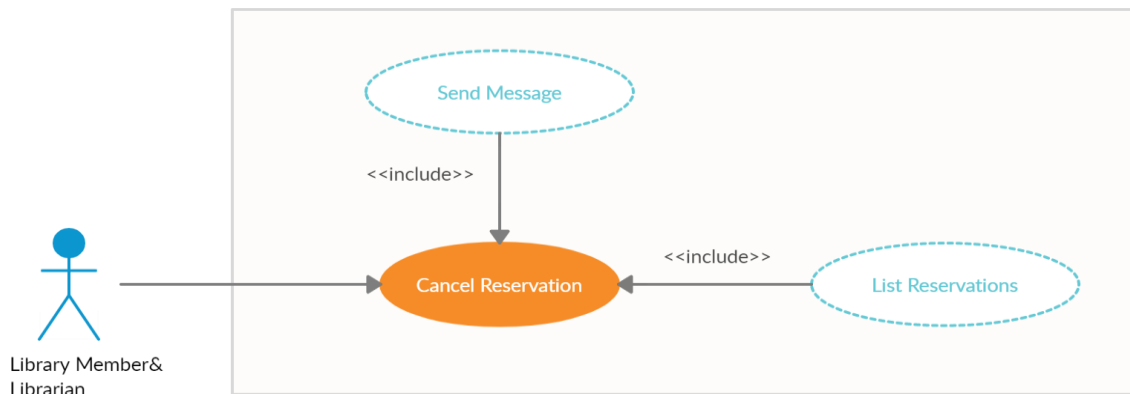 Send Message
<<include>>
<<include>>
Cancel Reservation
List Reservations
Library Member&
Librarian